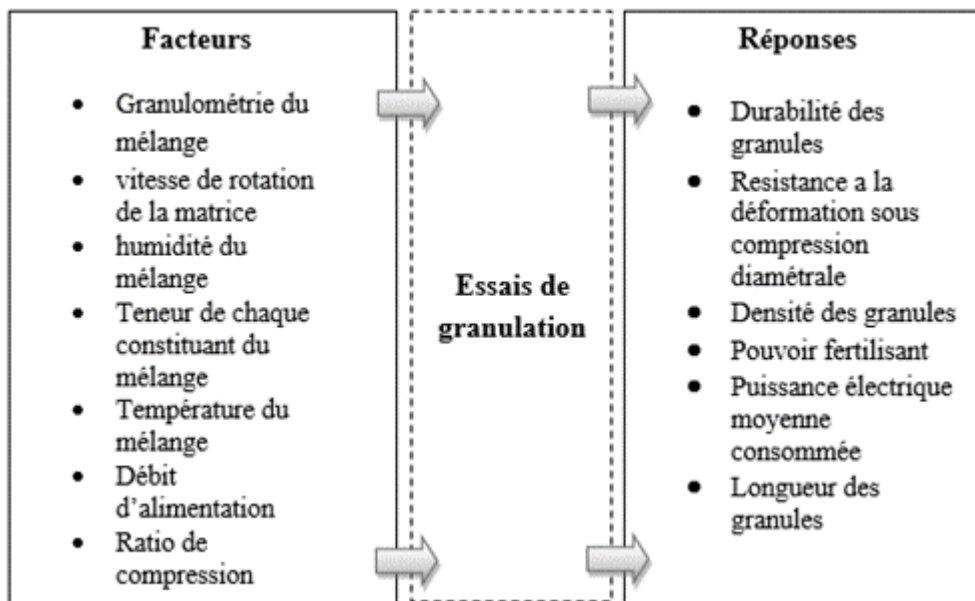 Facteurs
• Granulométrie du
mélange
• vitesse de rotation
de la matrice
• humidité du
mélange
• Teneur de chaque
constituant du
mélange
• Température du
mélange
• Débit
d’alimentation
• Ratio de
compression
Essais de
granulation
Réponses
• Durabilité des
granules
• Resistance a la
déformation sous
compression
diamétrale
• Densité des granules
• Pouvoir fertilisant
• Puissance électrique
moyenne
consommée
• Longueur des
granules